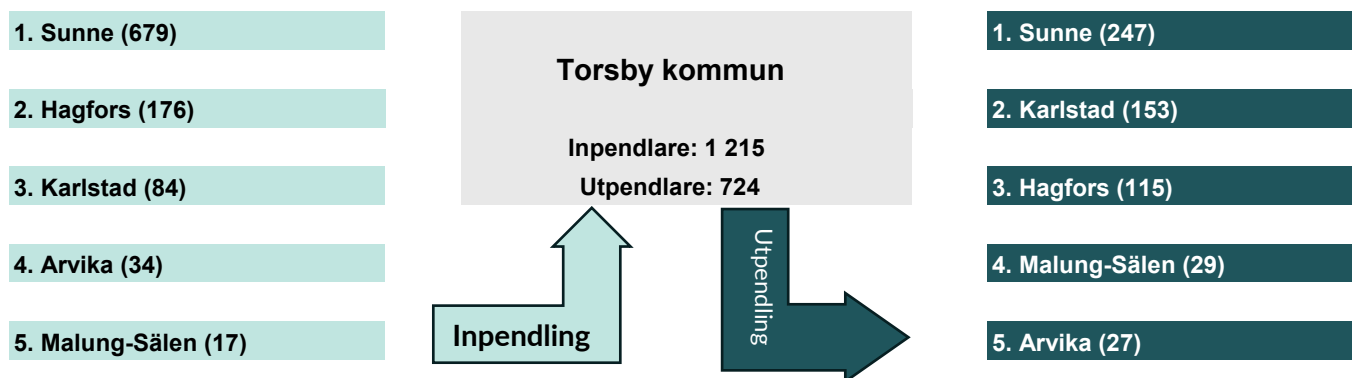 1. Sunne (679)
2. Hagfors (176)
3. Karlstad (84)
4. Arvika (34)
5. Malung-Sälen (17)
Torsby kommun
Inpendlare: 1 215
Utpendlare: 724
Inpendling
Utpendling
1. Sunne (247)
2. Karlstad (153)
3. Hagfors (115)
4. Malung-Sälen (29)
5. Arvika (27)